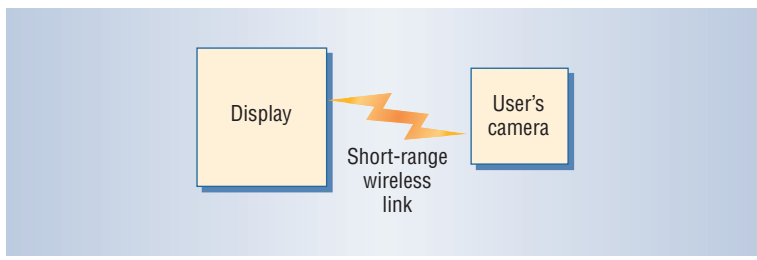 Display
User's
camera
Short-range
wireless
link